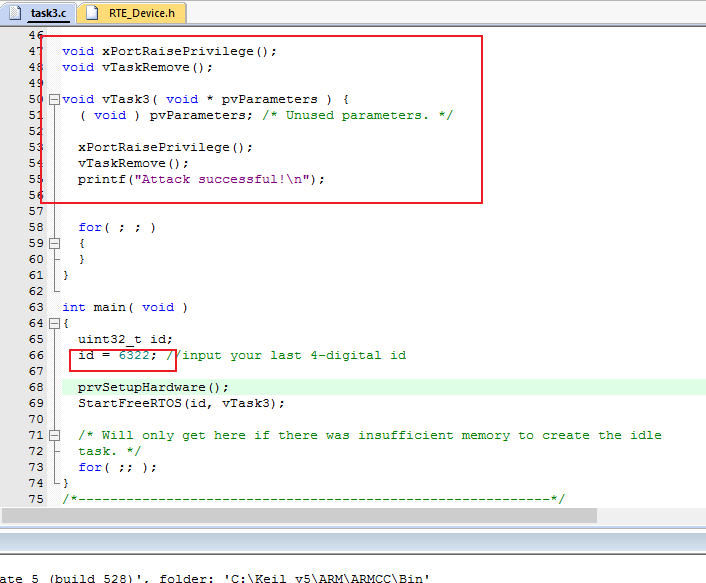 task3.c RTE_Device.h
46
47 void xPortRaisePrivilege();
48 void vTaskRemove();
49
50 void vTask3( void * pvParameters ) {
51 ( void ) pvParameters; /* Unused parameters. */
52
53 xPortRaisePrivilege();
54 vTaskRemove();
55 printf("Attack successful!\n");
56
57
58 for( ; ; )
59 {
60 }
61 }
62
63 int main( void )
64 {
65 uint32_t id;
66 id = 6322; //input your last 4-digital id
67
68 prvSetupHardware();
69 StartFreeRTOS(id, vTask3);
70
71 /* Will only get here if there was insufficient memory to create the idle
72 task. */
73 for( ;; );
74 }
75 /*-----------------------------------------------------------*/
ate 5 (build 528)', folder: 'C:\Keil_v5\ARM\ARMCC\Bin'